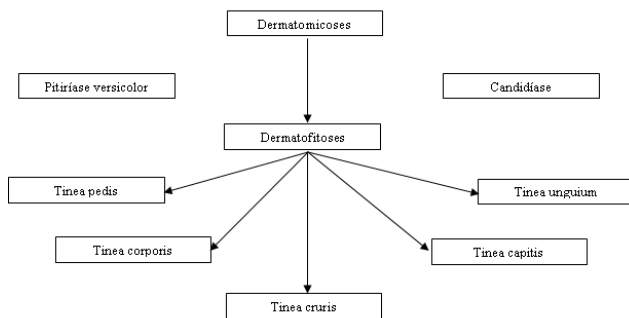 Dermatomicoses
Pitiríase versicolor
Candidíase
Dermatofitoses
Tinea pedis
Tinea unguium
Tinea corporis
Tinea capitis
Tinea cruris